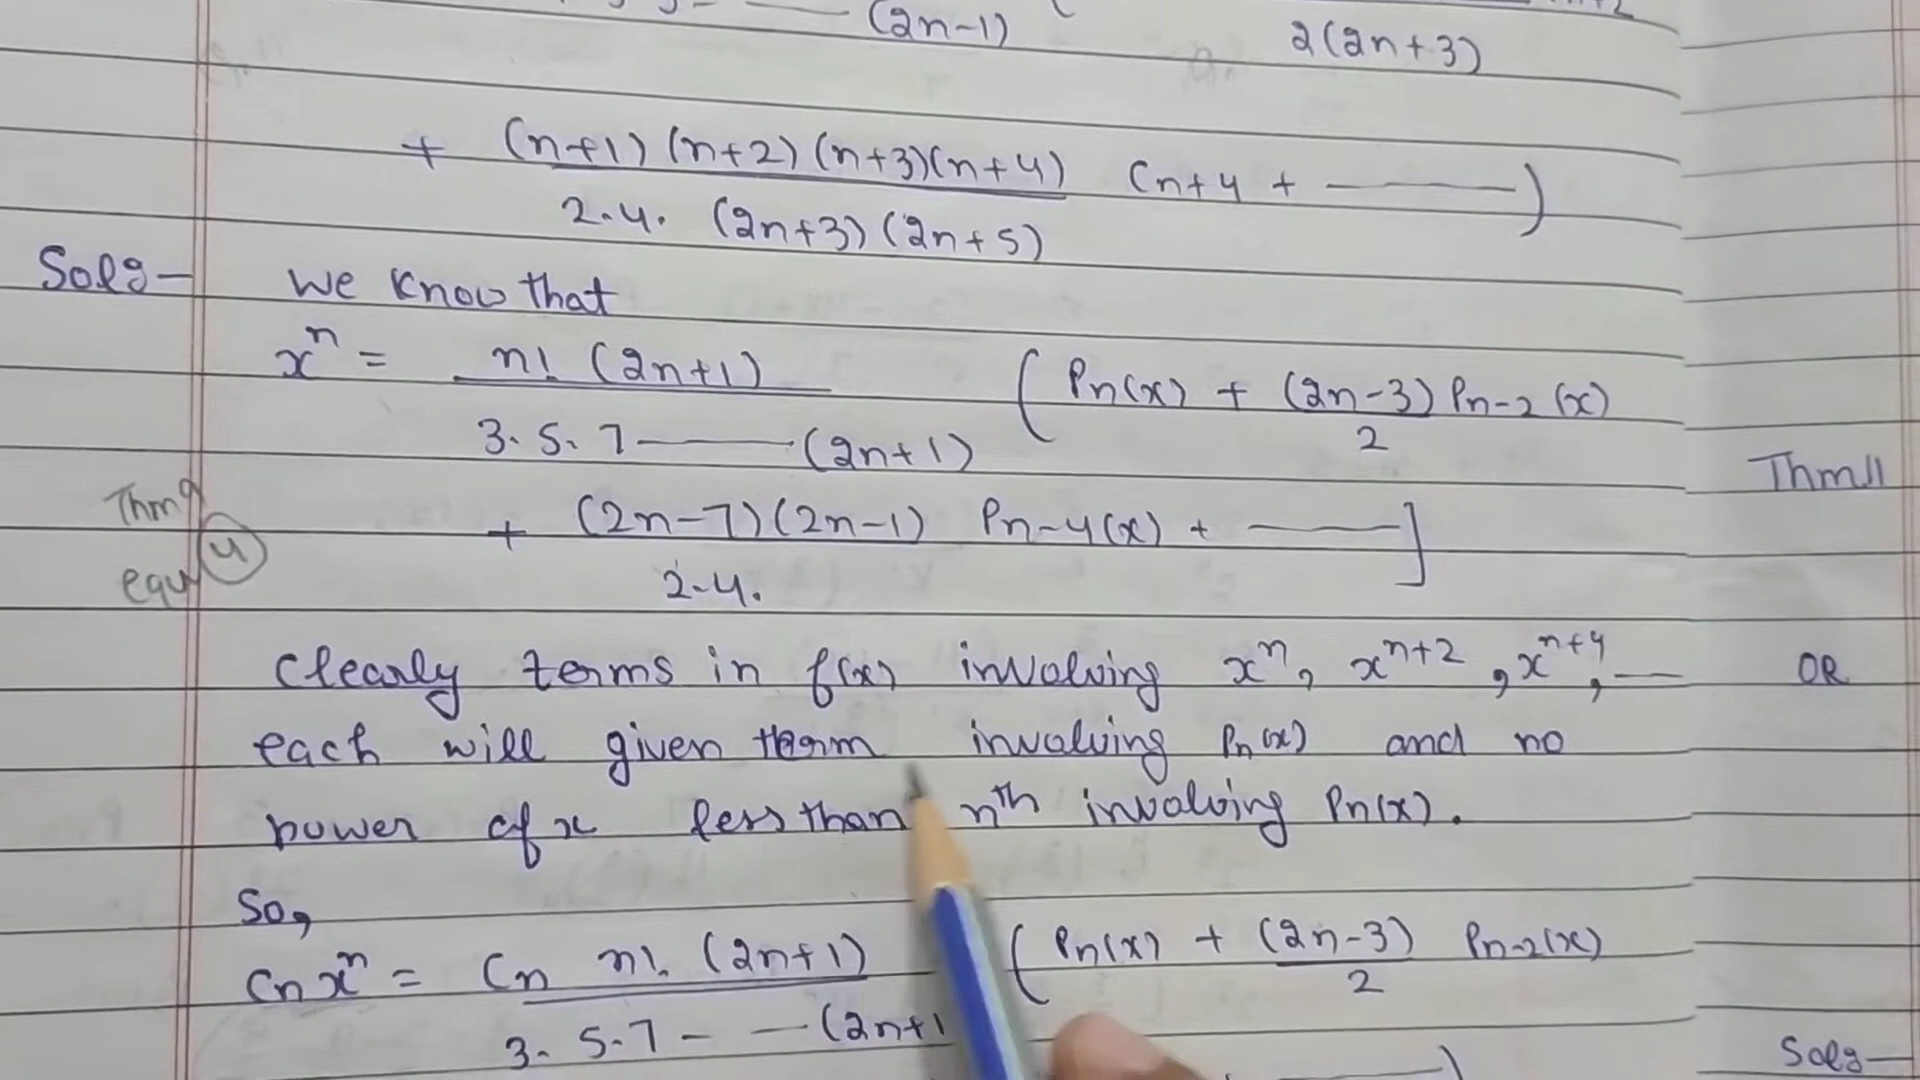 (2n-1) 2(2n+3)
+ (n+1)(n+2)(n+3)(n+4) Cn+4 + ——)
2.4. (2n+3)(2n+5)
Sol:- We know that
x^n = n! (2n+1) ( Pn(x) + (2n-3) Pn-2(x)
3.5.7 —— (2n+1) 2
Thm 9 + (2n-7)(2n-1) Pn-4(x) + ——]
equ 4 2.4.
Thm 11
Clearly terms in f(x) involving x^n, x^n+2, x^n+4, — OR
each will given term involving Pn(x) and no
power of x less than n^th involving Pn(x).
So,
Cn x^n = Cn n! (2n+1) ( Pn(x) + (2n-3) Pn-2(x)
3.5.7 - — (2n+1 2
Sol:-